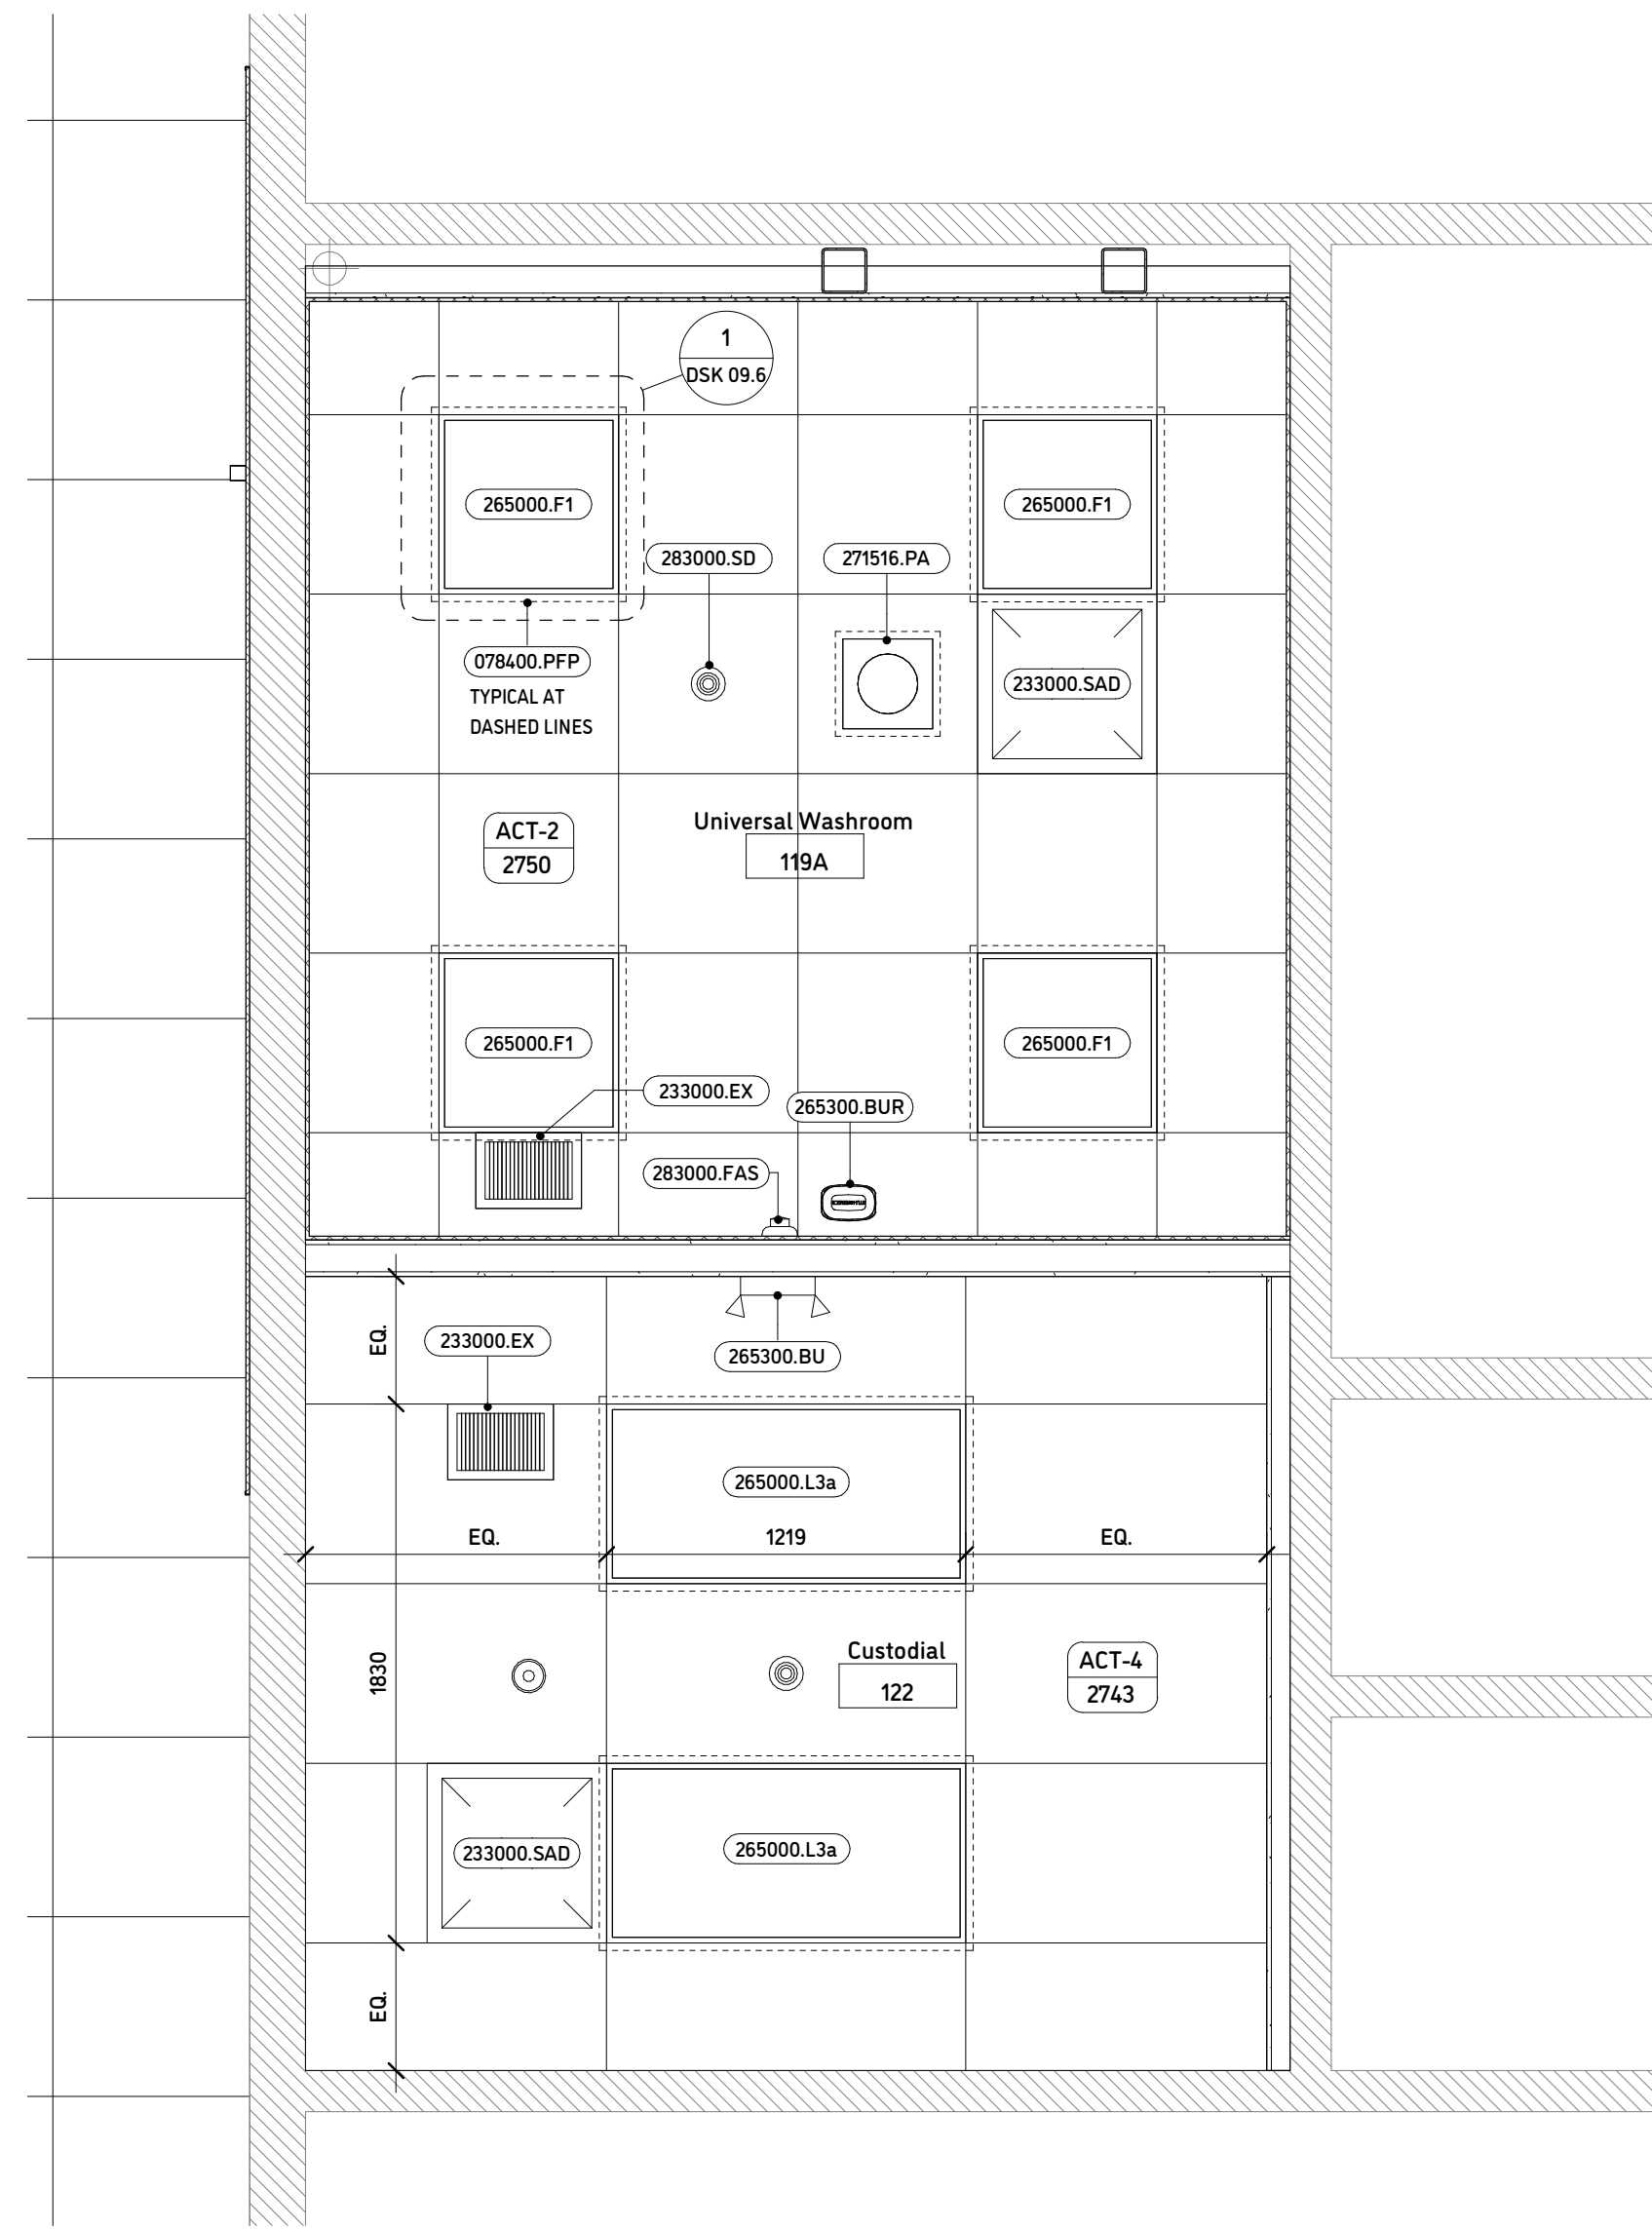 1
DSK 09.6
265000.F1
265000.F1
283000.SD
271516.PA
078400.PFP
TYPICAL AT
DASHED LINES
233000.SAD
Universal Washroom
119A
ACT-2
2750
265000.F1
265000.F1
233000.EX
265300.BUR
283000.FAS
EQ.
233000.EX
265300.BU
265000.L3a
EQ.
1219
EQ.
1830
Custodial
122
ACT-4
2743
233000.SAD
265000.L3a
EQ.